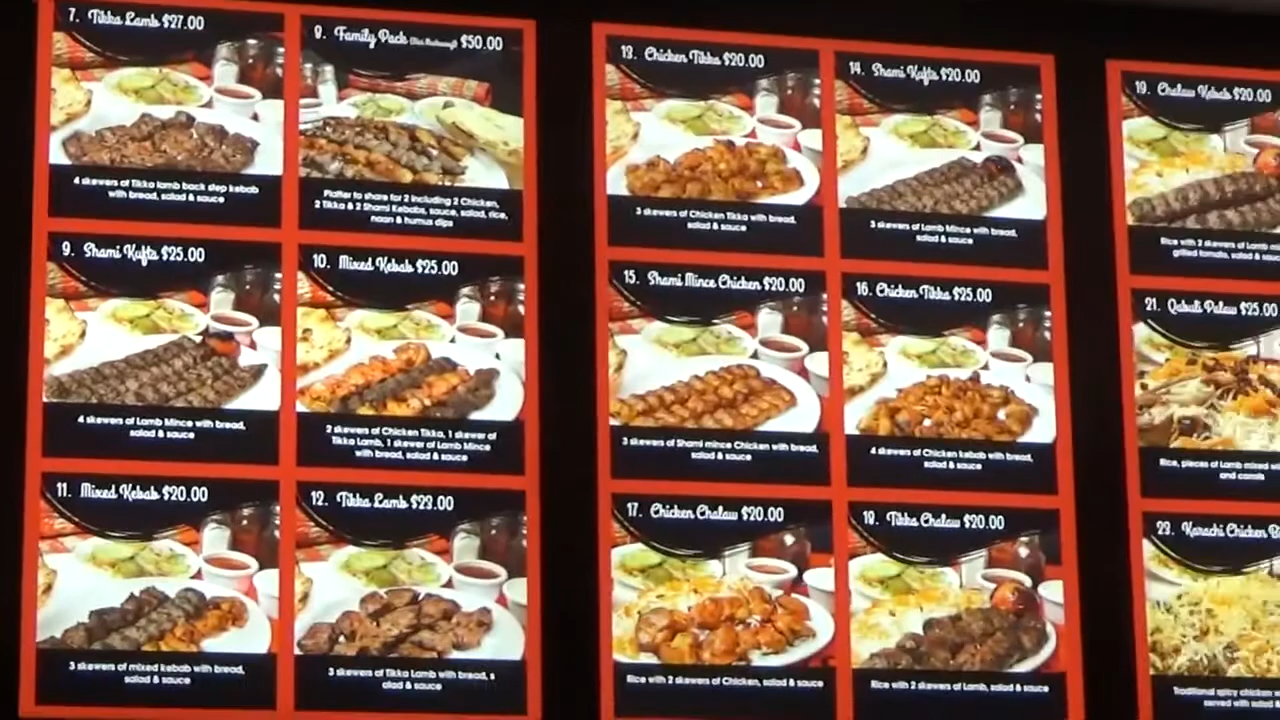 7. Tikka Lamb $27.00
4 skewers of Tikka lamb back step kebab
with bread, salad & sauce
8. Family Pack $50.00
Platter to share for 2 Including 2 Chicken,
2 Tikka & 2 Shami Kebabs, sauce, salad, rice,
naan & humus dips
9. Shami Kufta $25.00
4 skewers of Lamb Mince with bread,
salad & sauce
10. Mixed Kebab $25.00
2 skewers of Chicken Tikka, 1 skewer of
Tikka Lamb, 1 skewer of Lamb Mince
with bread, salad & sauce
11. Mixed Kebab $20.00
3 skewers of mixed kebab with bread,
salad & sauce
12. Tikka Lamb $23.00
3 skewers of Tikka Lamb with bread, s
alad & sauce
13. Chicken Tikka $20.00
3 skewers of Chicken Tikka with bread,
salad & sauce
14. Shami Kufta $20.00
3 skewers of Lamb Mince with bread,
salad & sauce
15. Shami Mince Chicken $20.00
3 skewers of Shami mince Chicken with bread,
salad & sauce
16. Chicken Tikka $25.00
4 skewers of Chicken kebab with bread,
salad & sauce
17. Chicken Chalaw $20.00
Rice with 2 skewers of Chicken, salad & sauce
18. Tikka Chalaw $20.00
Rice with 2 skewers of Lamb, salad & sauce
19. Chalaw Kebab $20.00
Rice with 2 skewers of Lamb
grilled tomato, salad &
21. Qabuli Palaw $25.00
Rice, pieces of Lamb mixed
and carrots
23. Karachi Chicken
Traditional spicy chicken
served with salad